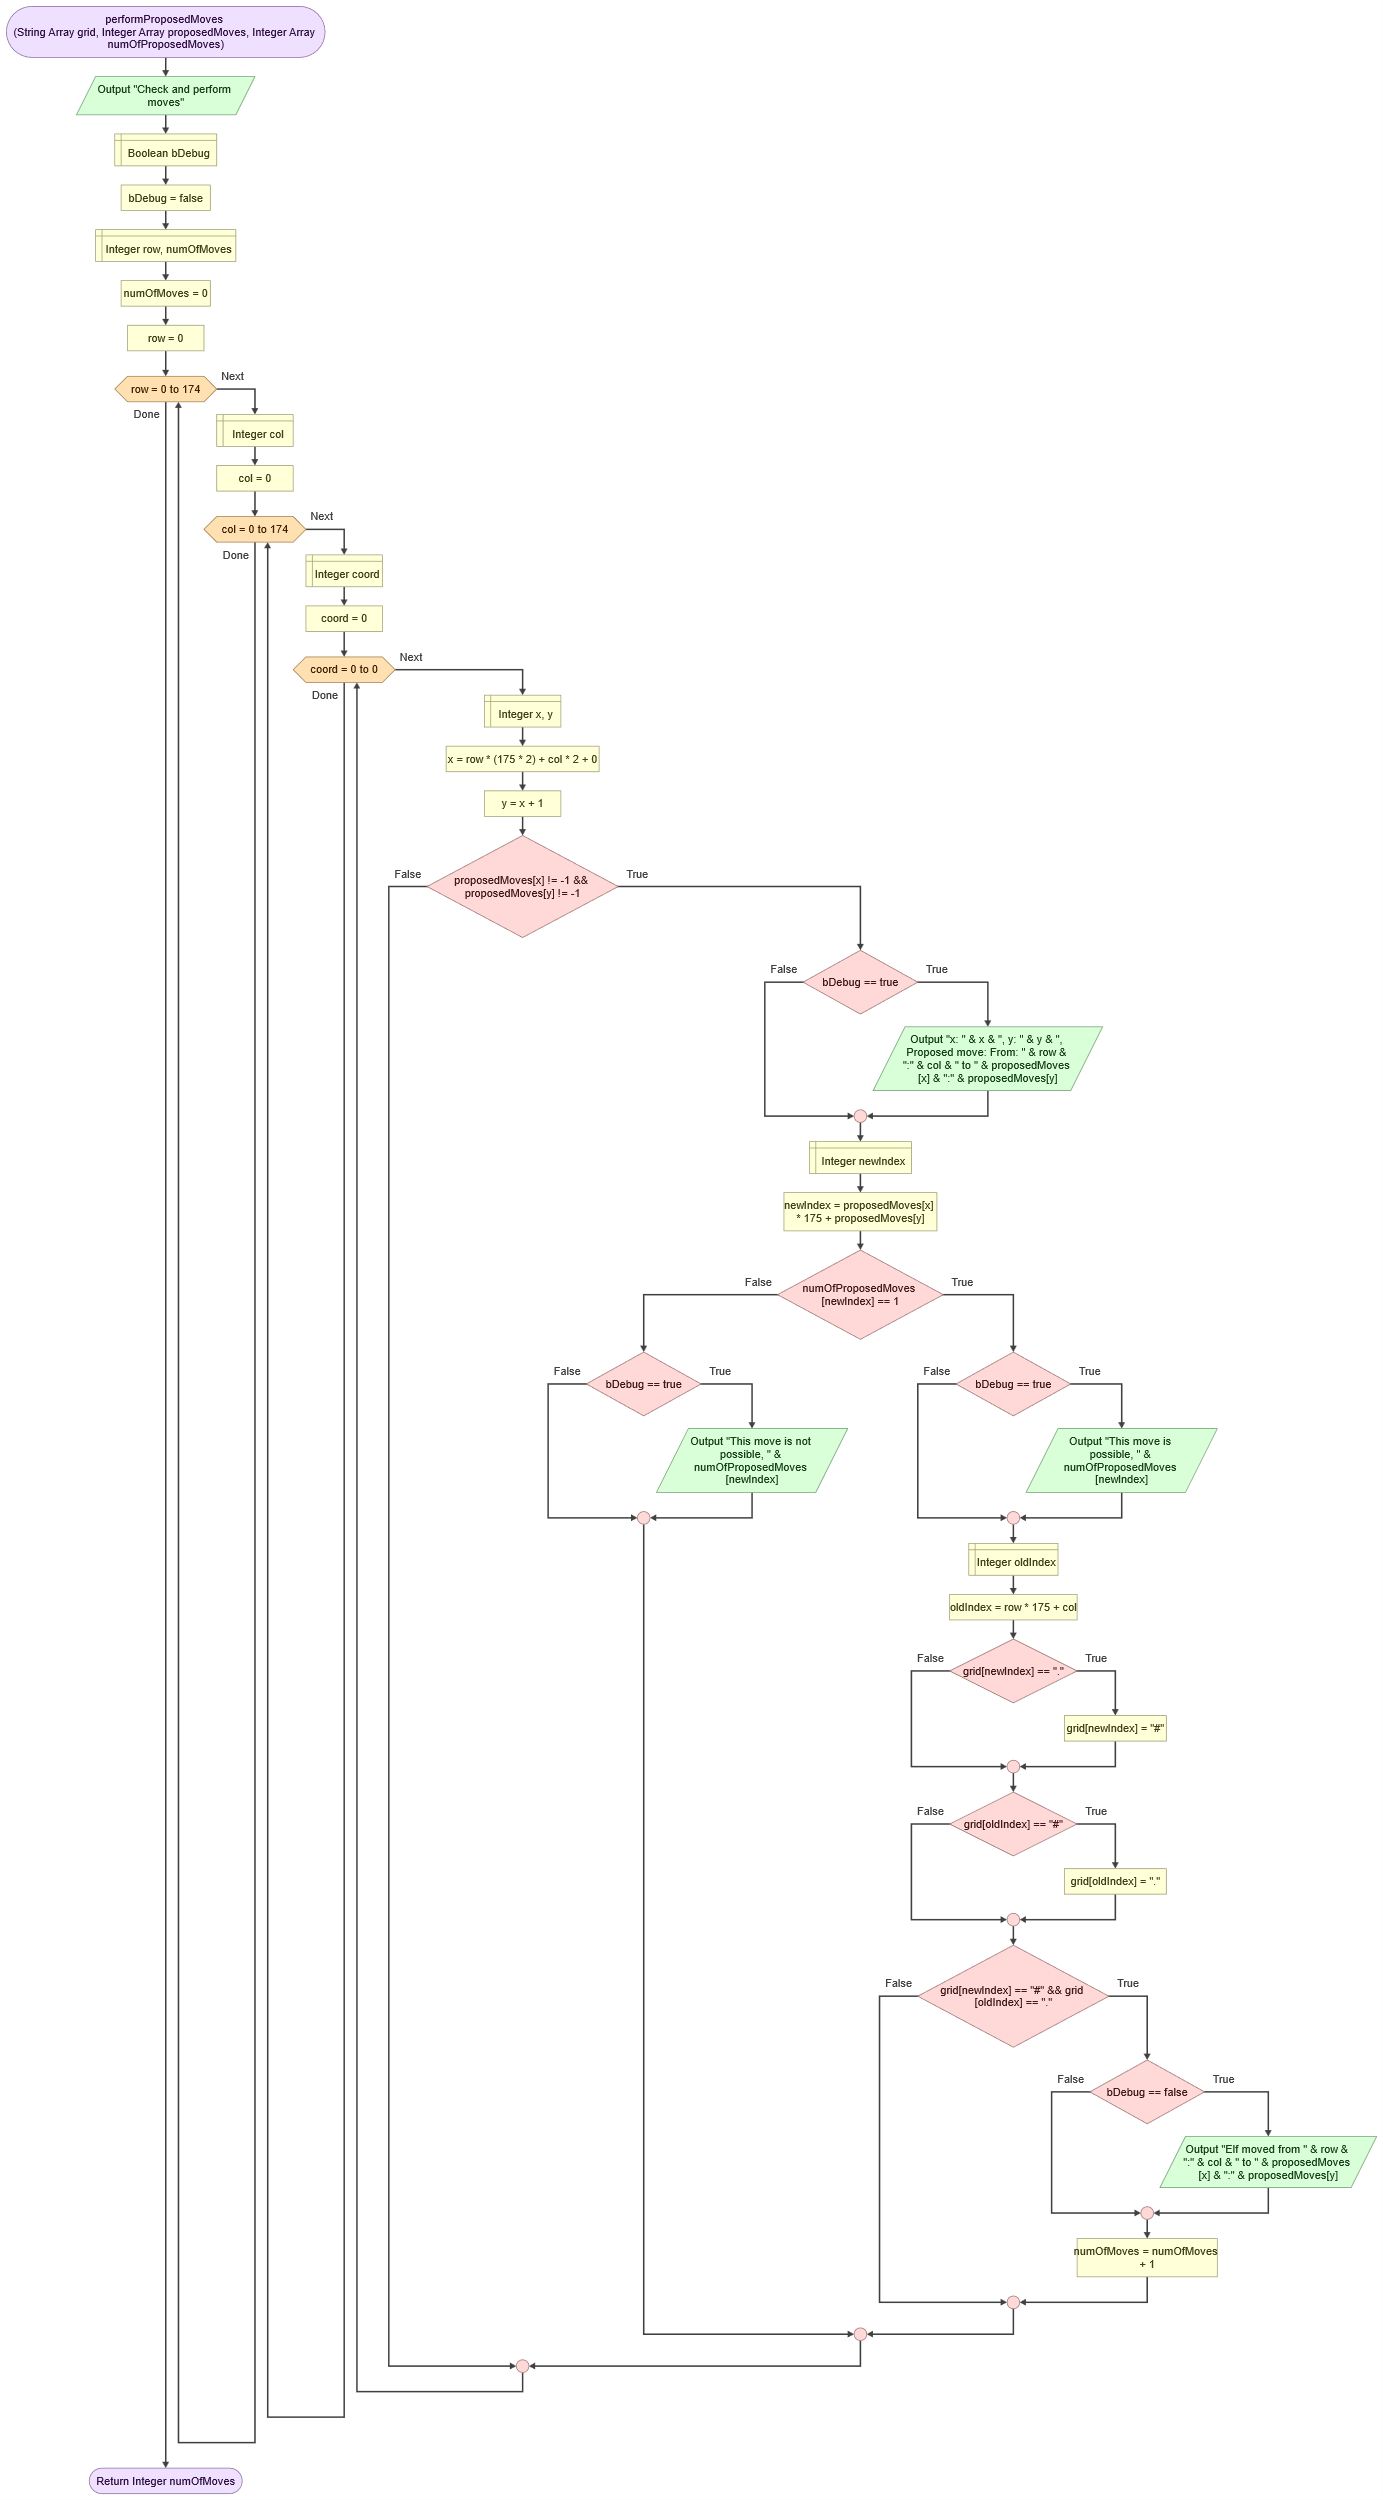 performProposedMoves
(String Array grid, Integer Array proposedMoves, Integer Array
numOfProposedMoves)
Output "Check and perform
moves"
Boolean bDebug
bDebug = false
Integer row, numOfMoves
numOfMoves = 0
row = 0
row = 0 to 174
Next
Done
Integer col
col = 0
col = 0 to 174
Next
Done
Integer coord
coord = 0
coord = 0 to 0
Next
Done
Integer x, y
x = row * (175 * 2) + col * 2 + 0
y = x + 1
False
True
proposedMoves[x] != -1 &&
proposedMoves[y] != -1
False
True
bDebug == true
Output "x: " & x & ", y: " & y & ",
Proposed move: From: " & row &
":" & col & " to " & proposedMoves
[x] & ":" & proposedMoves[y]
Integer newIndex
newIndex = proposedMoves[x]
* 175 + proposedMoves[y]
False
True
numOfProposedMoves
[newIndex] == 1
False
True
bDebug == true
Output "This move is not
possible, " &
numOfProposedMoves
[newIndex]
False
True
bDebug == true
Output "This move is
possible, " &
numOfProposedMoves
[newIndex]
Integer oldIndex
oldIndex = row * 175 + col
False
True
grid[newIndex] == "."
grid[newIndex] = "#"
False
True
grid[oldIndex] == "#"
grid[oldIndex] = "."
False
True
grid[newIndex] == "#" && grid
[oldIndex] == "."
False
True
bDebug == false
Output "Elf moved from " & row &
":" & col & " to " & proposedMoves
[x] & ":" & proposedMoves[y]
numOfMoves = numOfMoves
+ 1
Return Integer numOfMoves